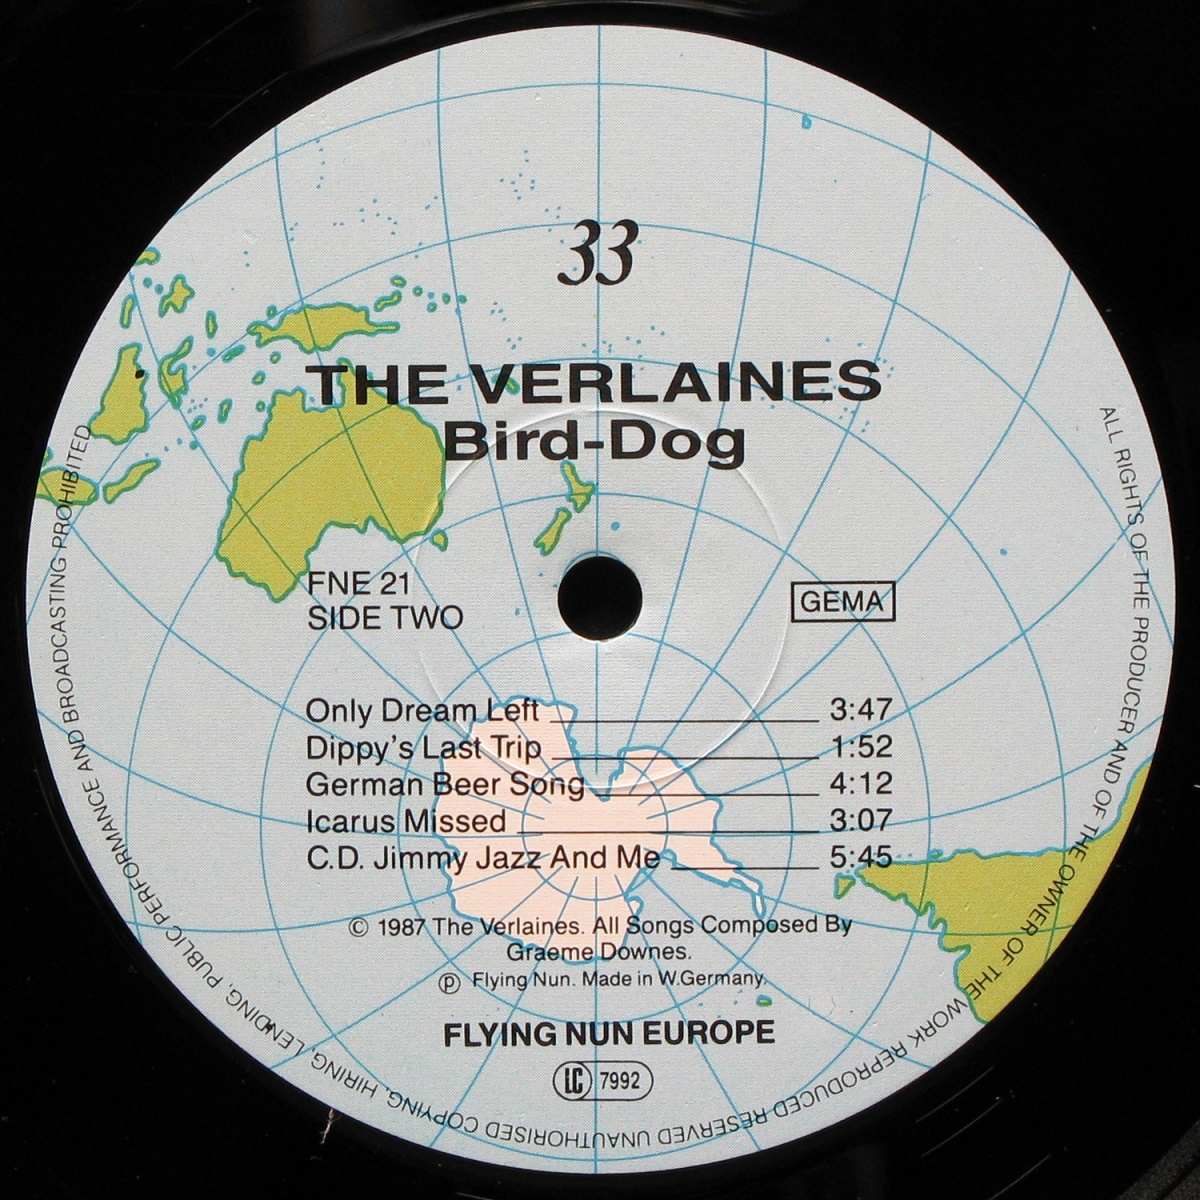 33
THE VERLAINES
Bird-Dog
FNE 21
SIDE TWO
GEMA
Only Dream Left 3:47
Dippy's Last Trip 1:52
German Beer Song 4:12
Icarus Missed 3:07
C.D. Jimmy Jazz And Me 5:45
© 1987 The Verlaines. All Songs Composed By
Graeme Downes.
℗ Flying Nun. Made in W.Germany.
FLYING NUN EUROPE
LC 7992
ALL RIGHTS OF THE PRODUCER AND OF THE OWNER OF THE WORK REPRODUCED RESERVED UNAUTHORISED COPYING, HIRING, LENDING, PUBLIC PERFORMANCE AND BROADCASTING PROHIBITED